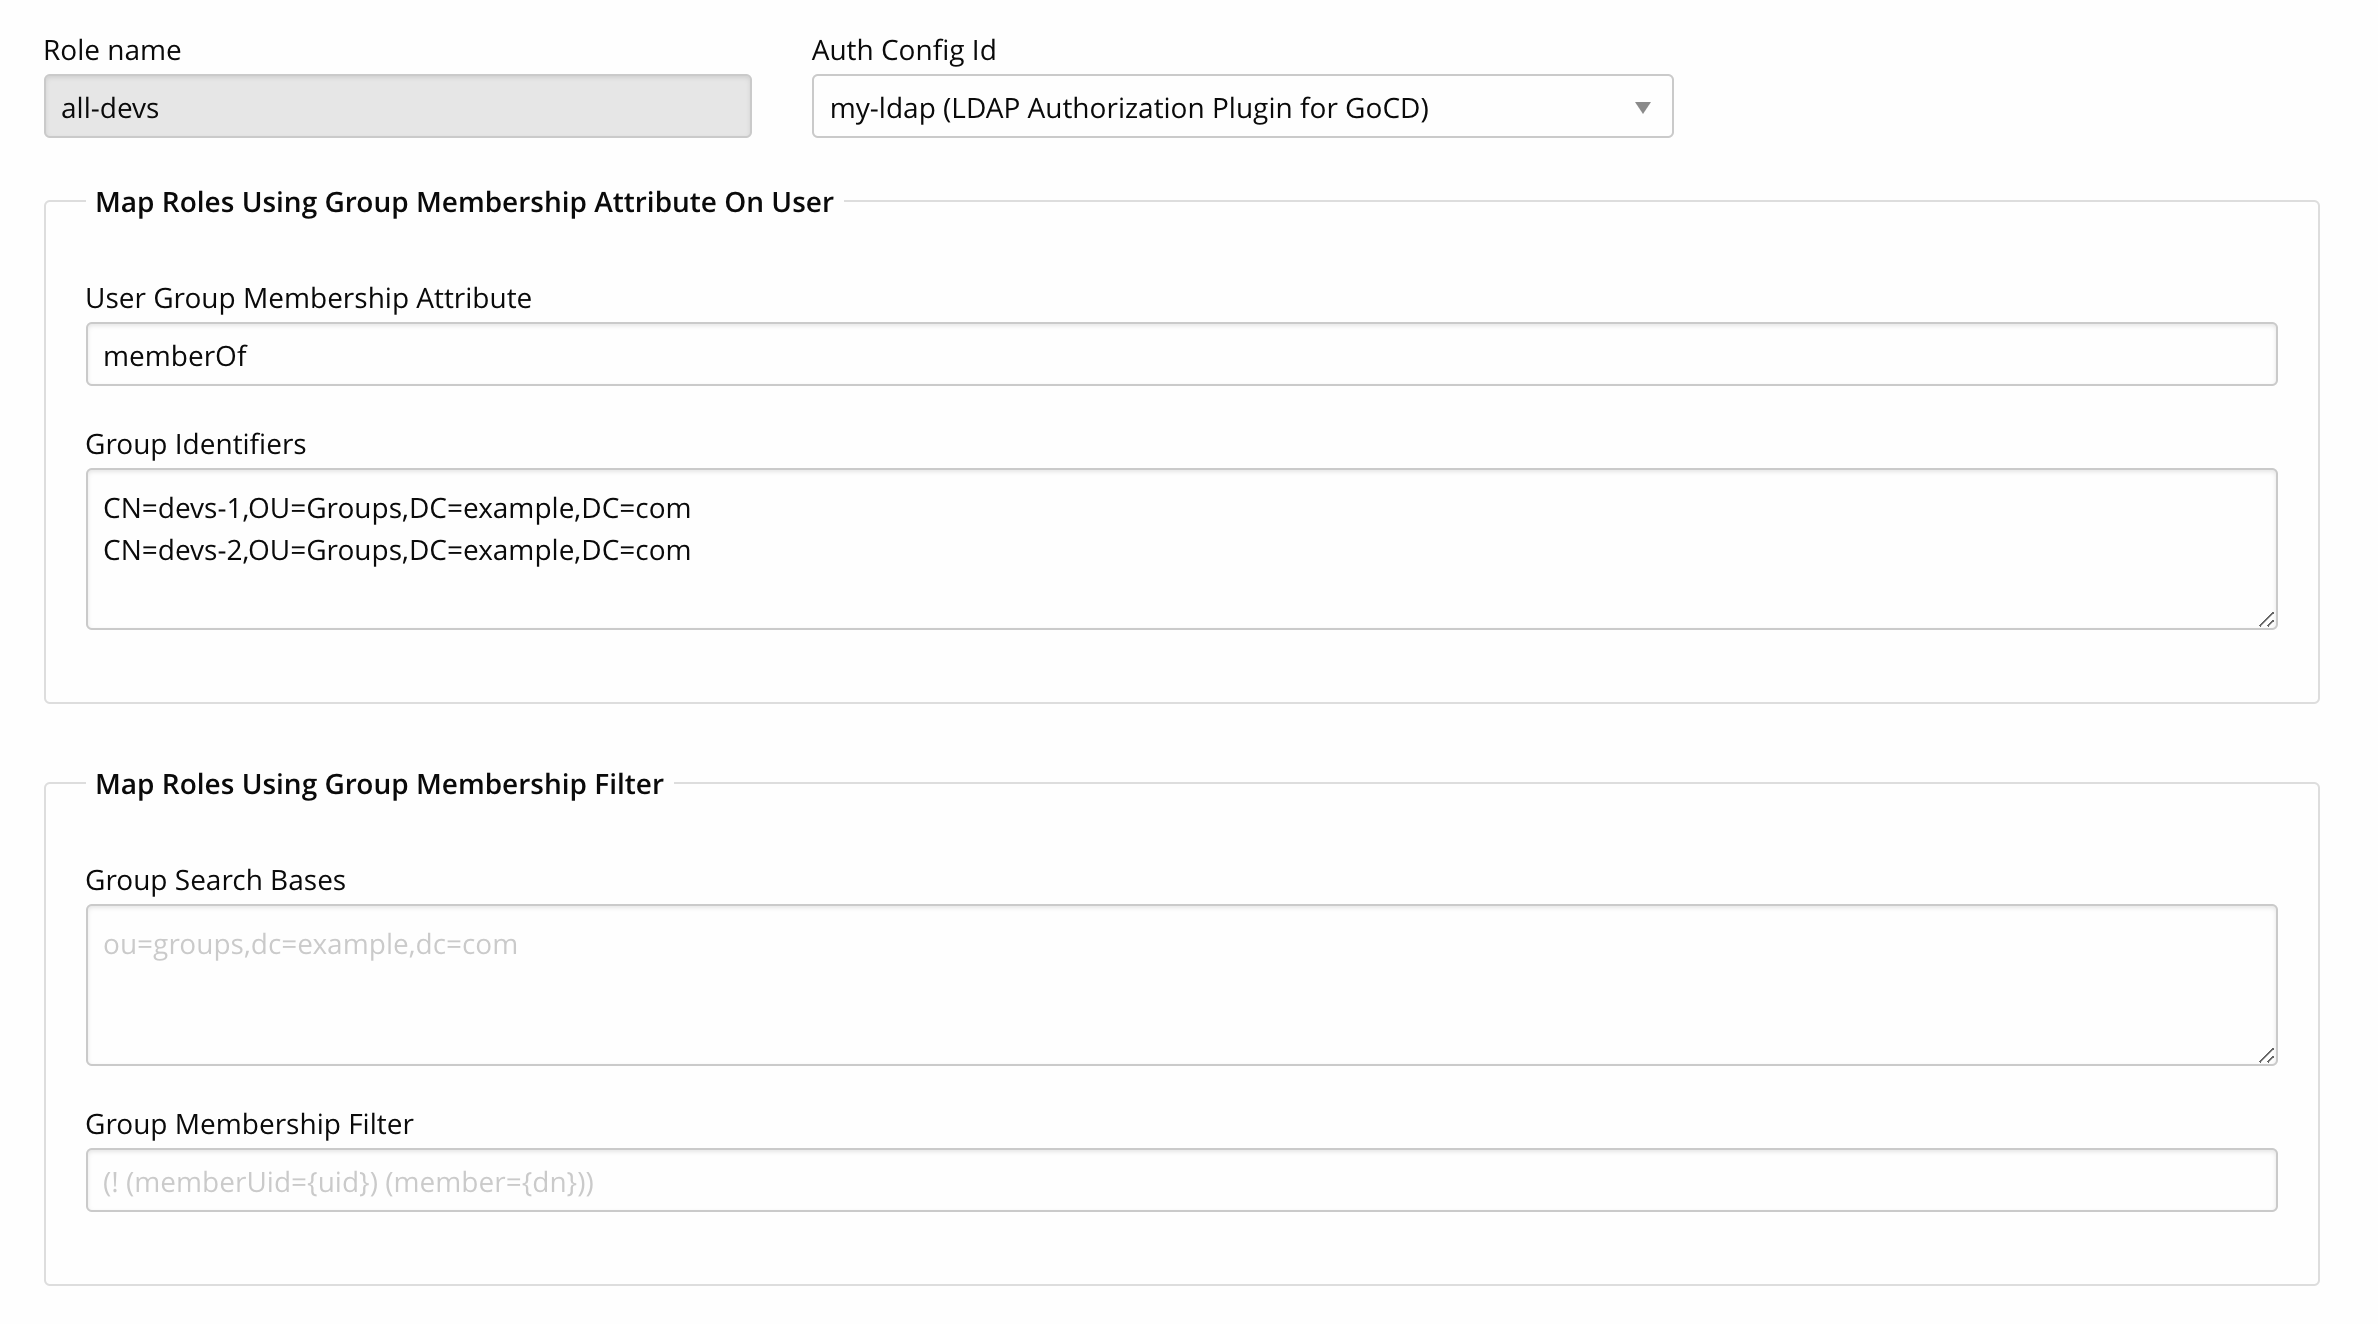 Role name
all-devs
Auth Config Id
my-ldap (LDAP Authorization Plugin for GoCD)
Map Roles Using Group Membership Attribute On User
User Group Membership Attribute
memberOf
Group Identifiers
CN=devs-1,OU=Groups,DC=example,DC=com
CN=devs-2,OU=Groups,DC=example,DC=com
Map Roles Using Group Membership Filter
Group Search Bases
ou=groups,dc=example,dc=com
Group Membership Filter
(! (memberUid={uid}) (member={dn}))